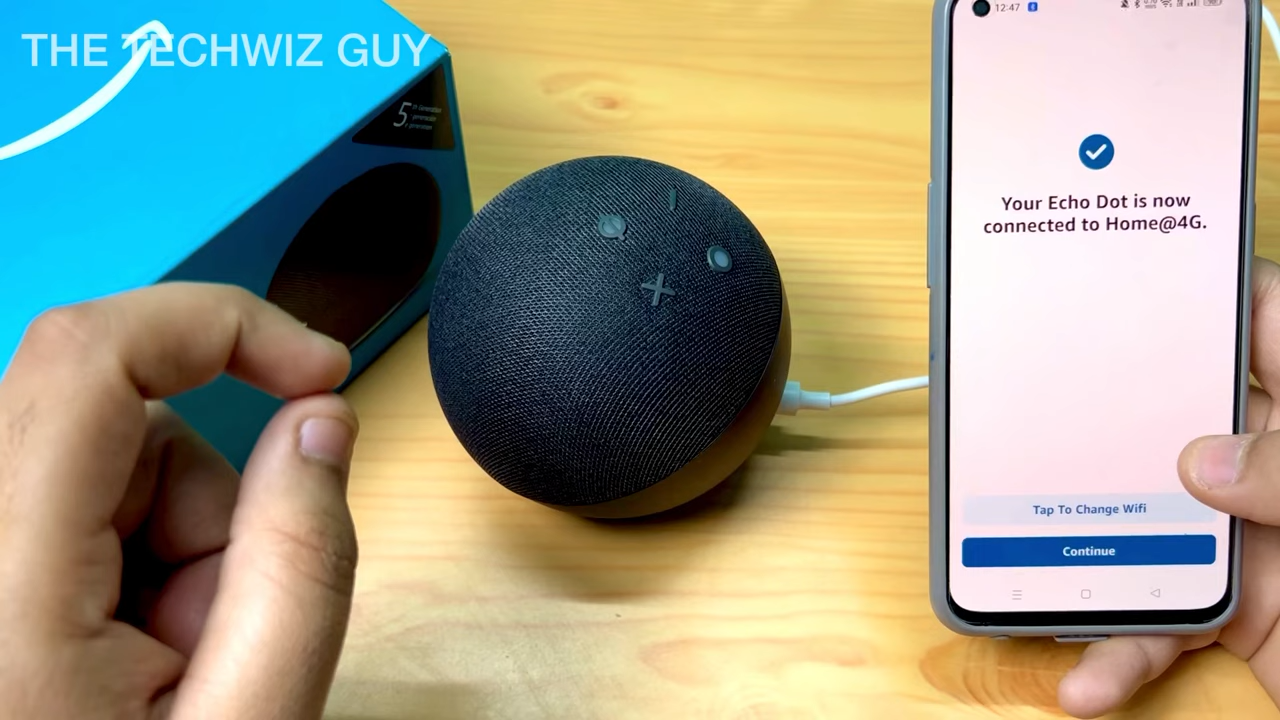 THE TECHWIZ GUY
5
12:47
Your Echo Dot is now
connected to Home@4G.
Tap To Change Wifi
Continue